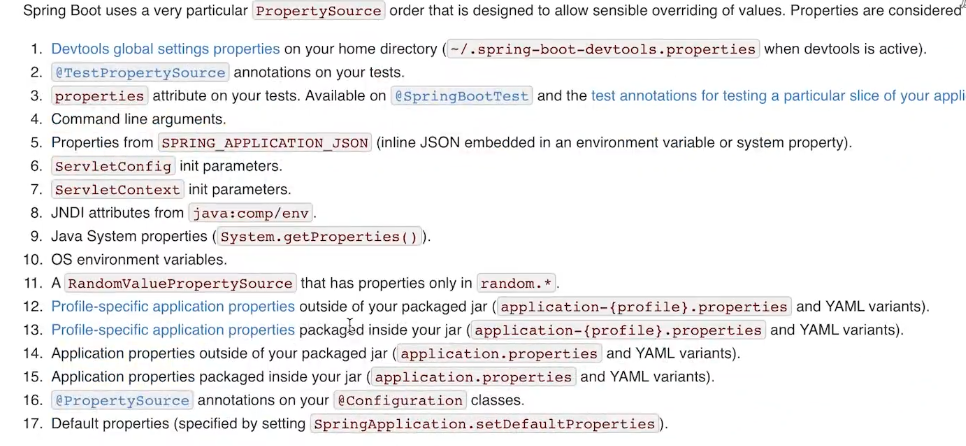 Spring Boot uses a very particular PropertySource order that is designed to allow sensible overriding of values. Properties are considered
1. Devtools global settings properties on your home directory (~/.spring-boot-devtools.properties when devtools is active).
2. @TestPropertySource annotations on your tests.
3. properties attribute on your tests. Available on @SpringBootTest and the test annotations for testing a particular slice of your appli
4. Command line arguments.
5. Properties from SPRING_APPLICATION_JSON (inline JSON embedded in an environment variable or system property).
6. ServletConfig init parameters.
7. ServletContext init parameters.
8. JNDI attributes from java:comp/env.
9. Java System properties (System.getProperties()).
10. OS environment variables.
11. A RandomValuePropertySource that has properties only in random.*.
12. Profile-specific application properties outside of your packaged jar (application-{profile}.properties and YAML variants).
13. Profile-specific application properties packaged inside your jar (application-{profile}.properties and YAML variants).
14. Application properties outside of your packaged jar (application.properties and YAML variants).
15. Application properties packaged inside your jar (application.properties and YAML variants).
16. @PropertySource annotations on your @Configuration classes.
17. Default properties (specified by setting SpringApplication.setDefaultProperties).